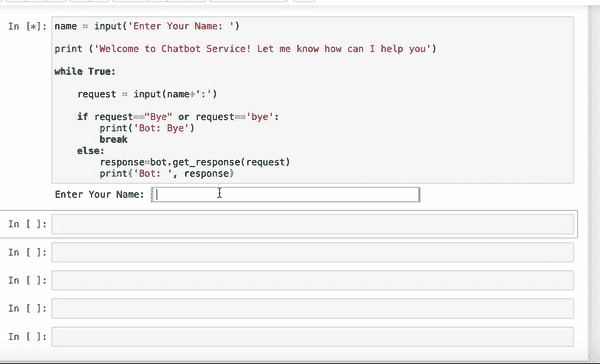 In [*]: name = input('Enter Your Name: ')
print ('Welcome to Chatbot Service! Let me know how can I help you')
while True:
request = input(name+':')
if request=="Bye" or request=='bye':
print('Bot: Bye')
break
else:
response=bot.get_response(request)
print('Bot: ', response)
Enter Your Name:
In [ ]:
In [ ]:
In [ ]:
In [ ]:
In [ ]: